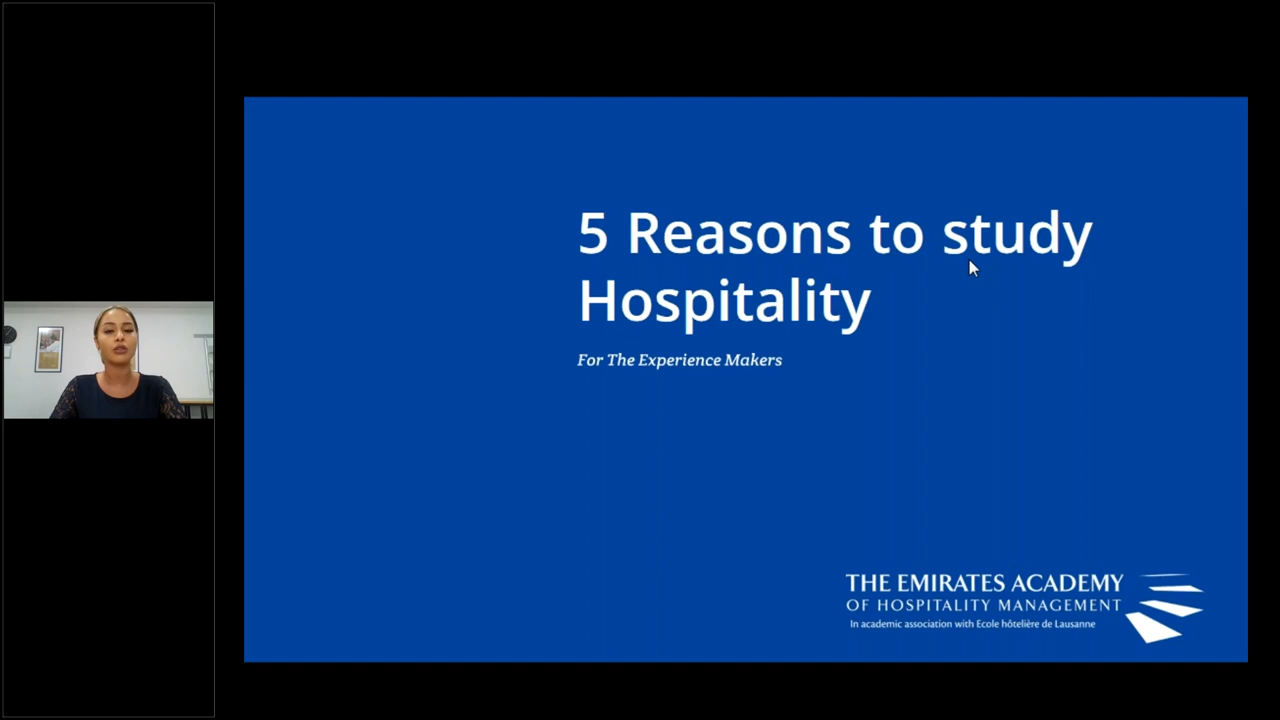 5 Reasons to study
Hospitality
For The Experience Makers
THE EMIRATES ACADEMY
OF HOSPITALITY MANAGEMENT
In academic association with Ecole hôtelière de Lausanne